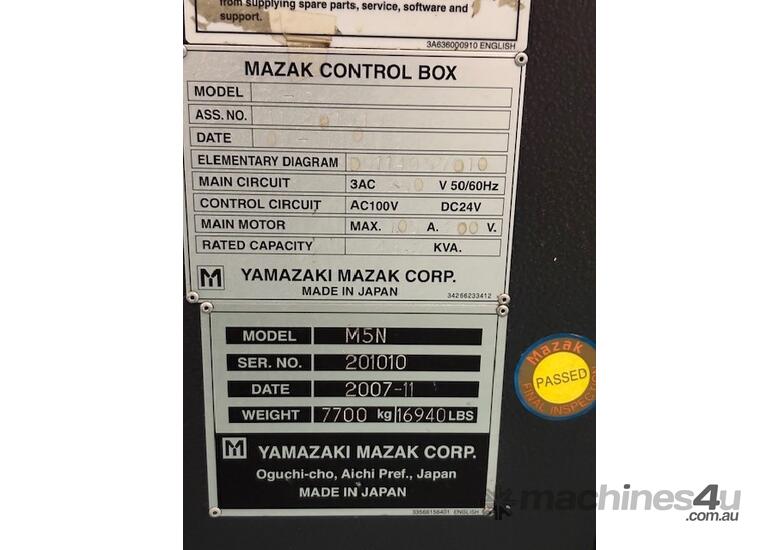 from supplying spare parts, service, software and
support.
3A636000910 ENGLISH
MAZAK CONTROL BOX
MODEL
ASS. NO.
DATE
ELEMENTARY DIAGRAM
MAIN CIRCUIT 3AC V 50/60Hz
CONTROL CIRCUIT AC100V DC24V
MAIN MOTOR MAX. A. V.
RATED CAPACITY KVA.
YAMAZAKI MAZAK CORP.
MADE IN JAPAN
34266233412
MODEL M5N
SER. NO. 201010
DATE 2007-11
WEIGHT 7700 kg 16940 LBS
YAMAZAKI MAZAK CORP.
Oguchi-cho, Aichi Pref., Japan
MADE IN JAPAN
33568158401 ENGLISH
Mazak
PASSED
FINAL INSPECTION
machines4u
.com.au